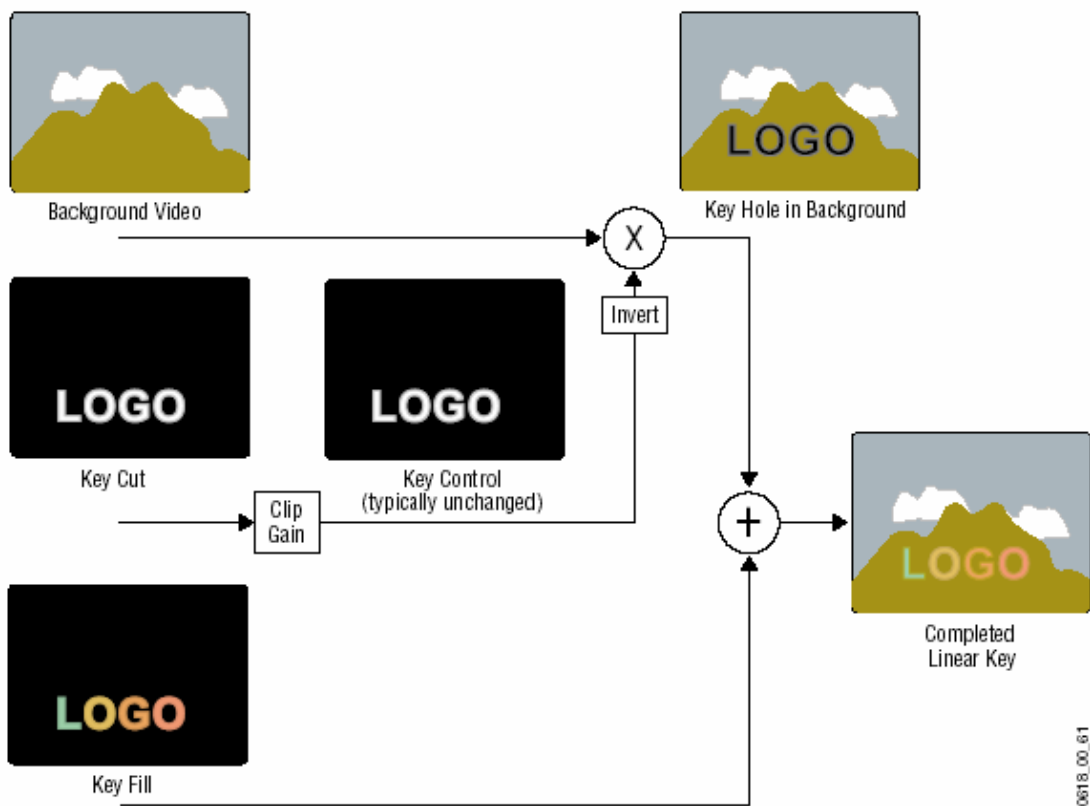 LOGO
Background Video
Key Hole in Background
X
Invert
LOGO
LOGO
Key Cut
Key Control
(typically unchanged)
Clip
Gain
+
LOGO
Completed
Linear Key
LOGO
Key Fill
0618_00_61